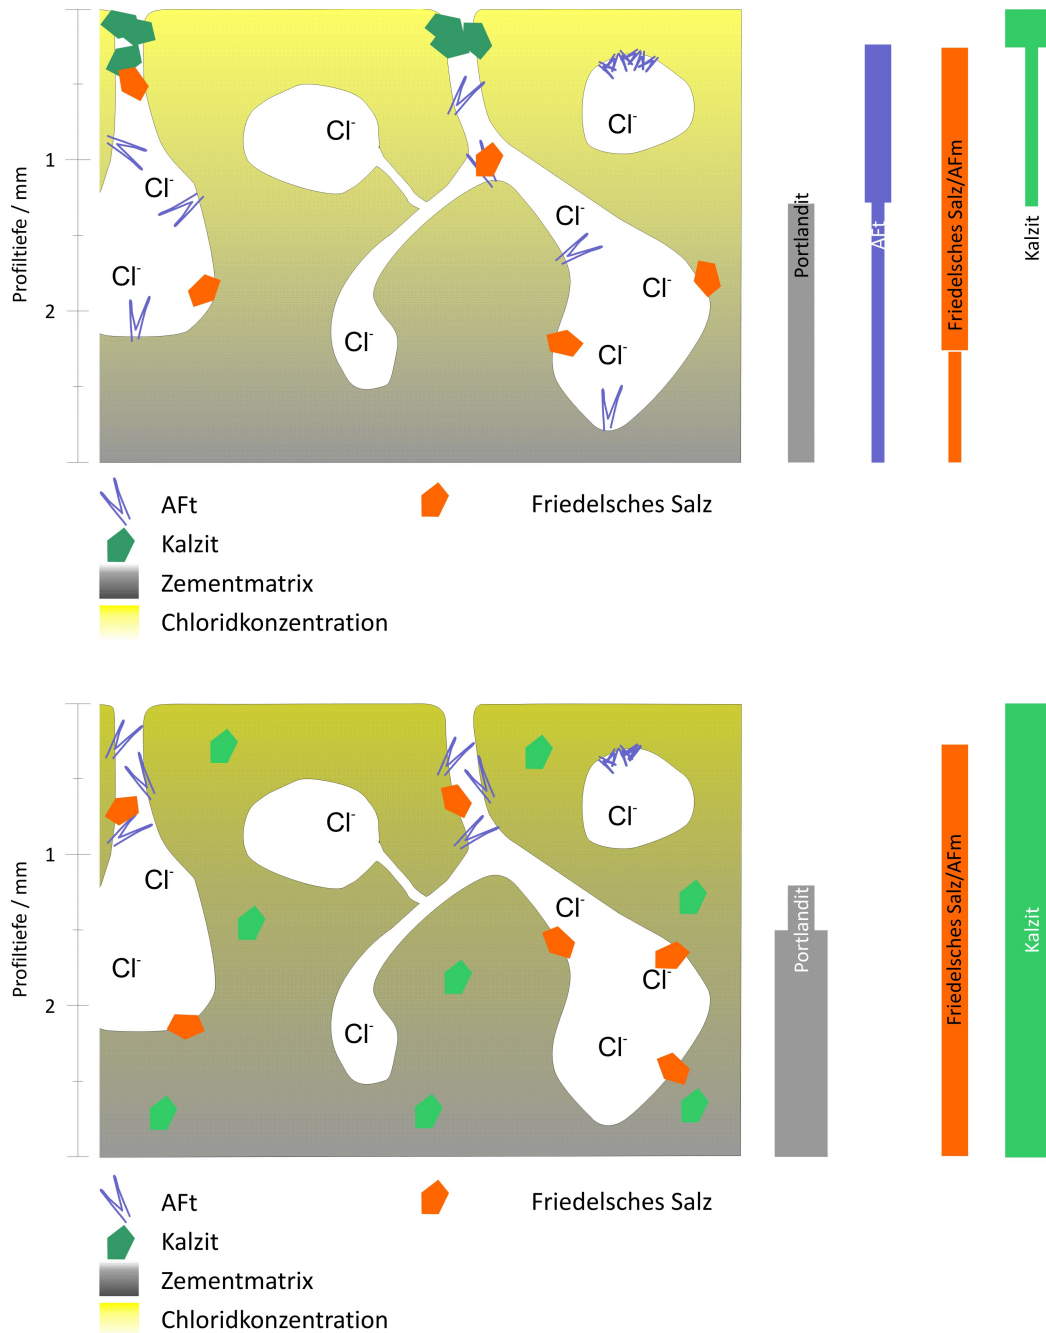 Cl⁻
Cl⁻
1
Cl⁻
Cl⁻
Cl⁻
Cl⁻
2
Cl⁻
Cl⁻
Profiltiefe / mm
Portlandit
AFt
Friedelsches Salz/AFm
Kalzit
AFt
Friedelsches Salz
Kalzit
Zementmatrix
Chloridkonzentration
Cl⁻
Cl⁻
1
Cl⁻
Cl⁻
Cl⁻
Cl⁻
2
Cl⁻
Cl⁻
Profiltiefe / mm
Portlandit
Friedelsches Salz/AFm
Kalzit
AFt
Friedelsches Salz
Kalzit
Zementmatrix
Chloridkonzentration